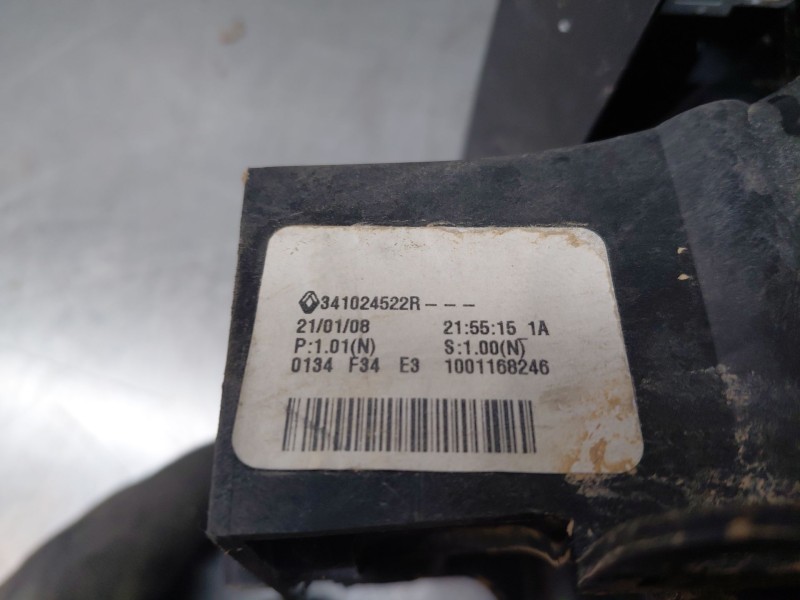 341024522R---
21/01/08 21:55:15 1A
P:1.01(N) S:1.00(N)
0134 F34 E3 1001168246